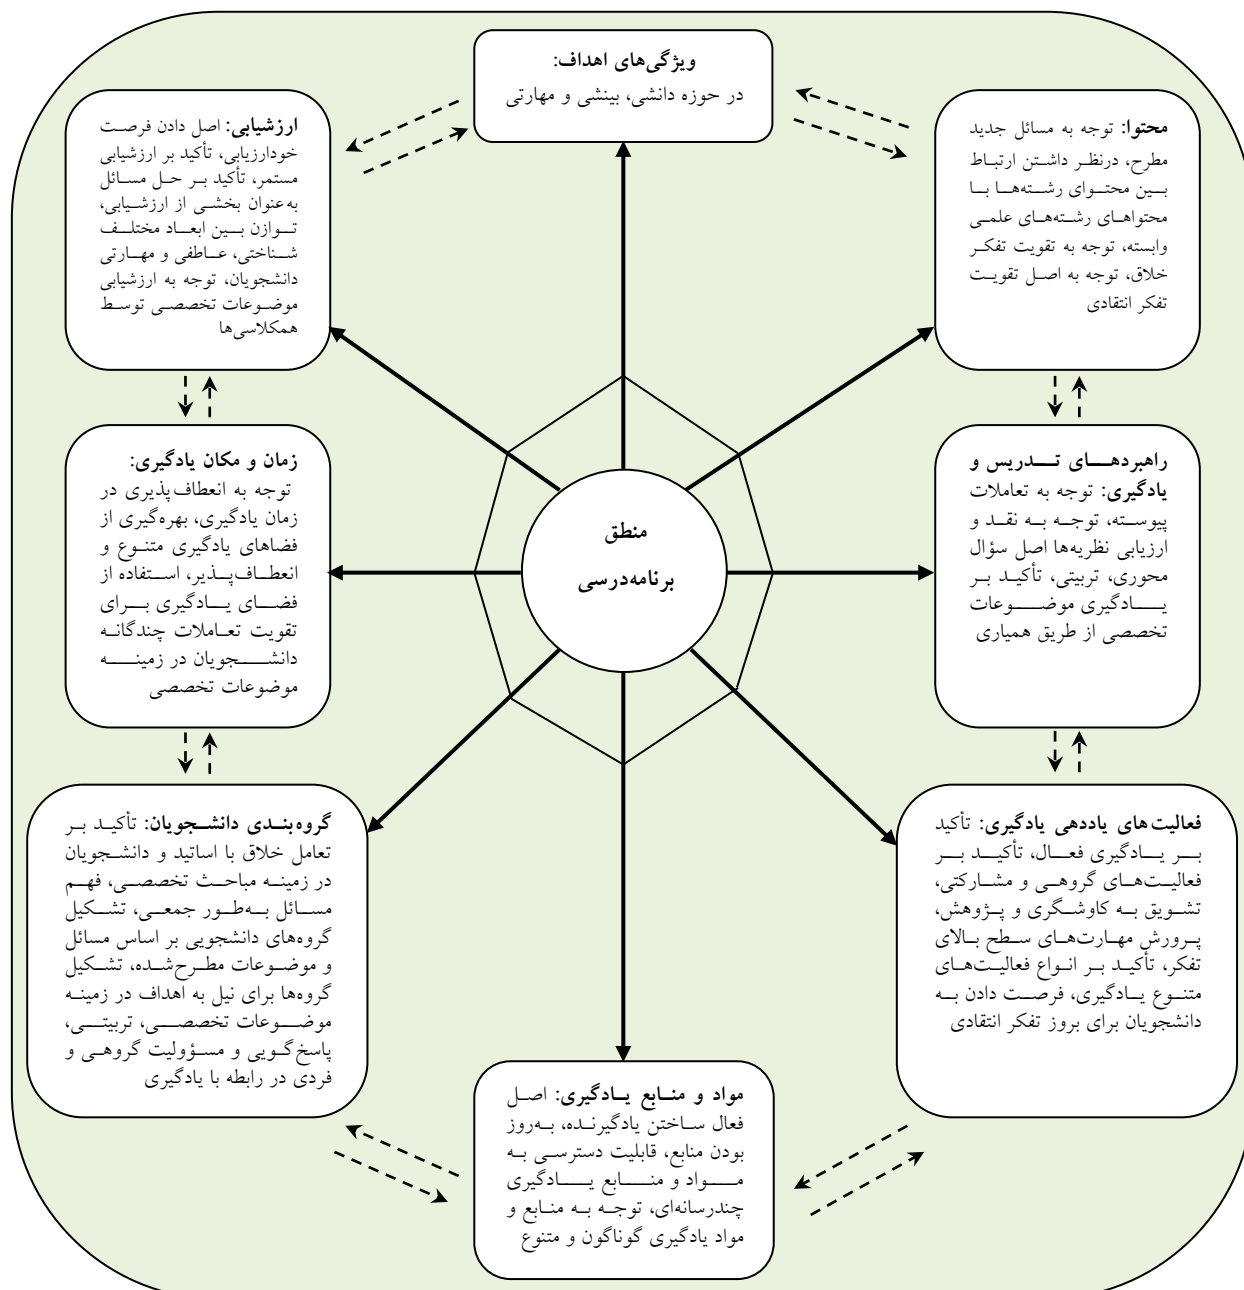 ویژگی‌های اهداف:
در حوزه دانشی، بینشی و مهارتی
محتوا: توجه به مسائل جدید
مطرح، درنظر داشتن ارتباط
بین محتوای رشته‌ها با
محتواهای رشته‌های علمی
وابسته، توجه به تقویت تفکر
خلاق، توجه به اصل تقویت
تفکر انتقادی
راهبردهای تدریس و
یادگیری: توجه به تعاملات
پیوسته، توجه به نقد و
ارزیابی نظریه‌ها اصل سؤال
محوری، تربیتی، تأکید بر
یادگیری موضوعات
تخصصی از طریق همیاری
فعالیت‌های یاددهی یادگیری: تأکید
بر یادگیری فعال، تأکید بر
فعالیت‌های گروهی و مشارکتی،
تشویق به کاوشگری و پژوهش،
پرورش مهارت‌های سطح بالای
تفکر، تأکید بر انواع فعالیت‌های
متنوع یادگیری، فرصت دادن به
دانشجویان برای بروز تفکر انتقادی
مواد و منابع یادگیری: اصل
فعال ساختن یادگیرنده، به‌روز
بودن منابع، قابلیت دسترسی به
مواد و منابع یادگیری
چندرسانه‌ای، توجه به منابع و
مواد یادگیری گوناگون و متنوع
گروه‌بندی دانشجویان: تأکید بر
تعامل خلاق با اساتید و دانشجویان
در زمینه مباحث تخصصی، فهم
مسائل به‌طور جمعی، تشکیل
گروه‌های دانشجویی بر اساس مسائل
و موضوعات مطرح‌شده، تشکیل
گروه‌ها برای نیل به اهداف در زمینه
موضوعات تخصصی، تربیتی،
پاسخ‌گویی و مسؤولیت گروهی و
فردی در رابطه با یادگیری
زمان و مکان یادگیری:
توجه به انعطاف‌پذیری در
زمان یادگیری، بهره‌گیری از
فضاهای یادگیری متنوع و
انعطاف‌پذیر، استفاده از
فضای یادگیری برای
تقویت تعاملات چندگانه
دانشجویان در زمینه
موضوعات تخصصی
ارزشیابی: اصل دادن فرصت
خودارزیابی، تأکید بر ارزشیابی
مستمر، تأکید بر حل مسائل
به‌عنوان بخشی از ارزشیابی،
توازن بین ابعاد مختلف
شناختی، عاطفی و مهارتی
دانشجویان، توجه به ارزشیابی
موضوعات تخصصی توسط
همکلاسی‌ها
منطق
برنامه‌درسی